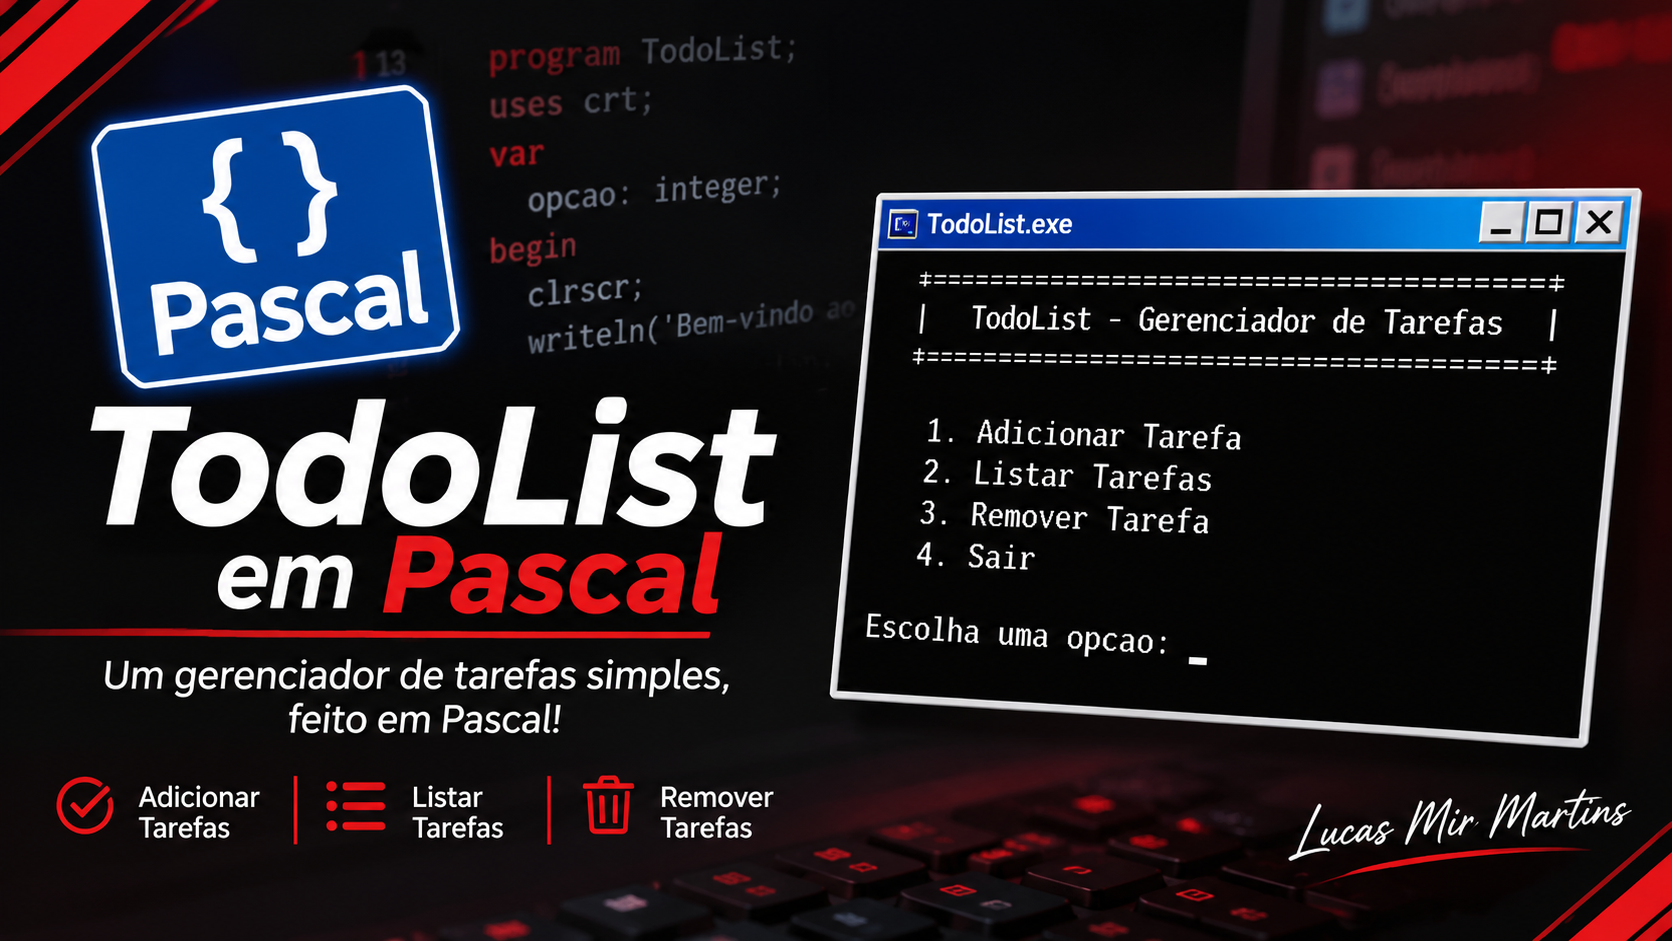 13
program TodoList;
uses crt;
var
opcao: integer;
begin
clrscr;
writeln('Bem-vindo ao
{ }
Pascal
TodoList
em Pascal
Um gerenciador de tarefas simples,
feito em Pascal!
Adicionar
Tarefas
Listar
Tarefas
Remover
Tarefas
TodoList.exe
+===================================+
| TodoList - Gerenciador de Tarefas |
+===================================+
1. Adicionar Tarefa
2. Listar Tarefas
3. Remover Tarefa
4. Sair
Escolha uma opcao: _
Lucas Mir Martins